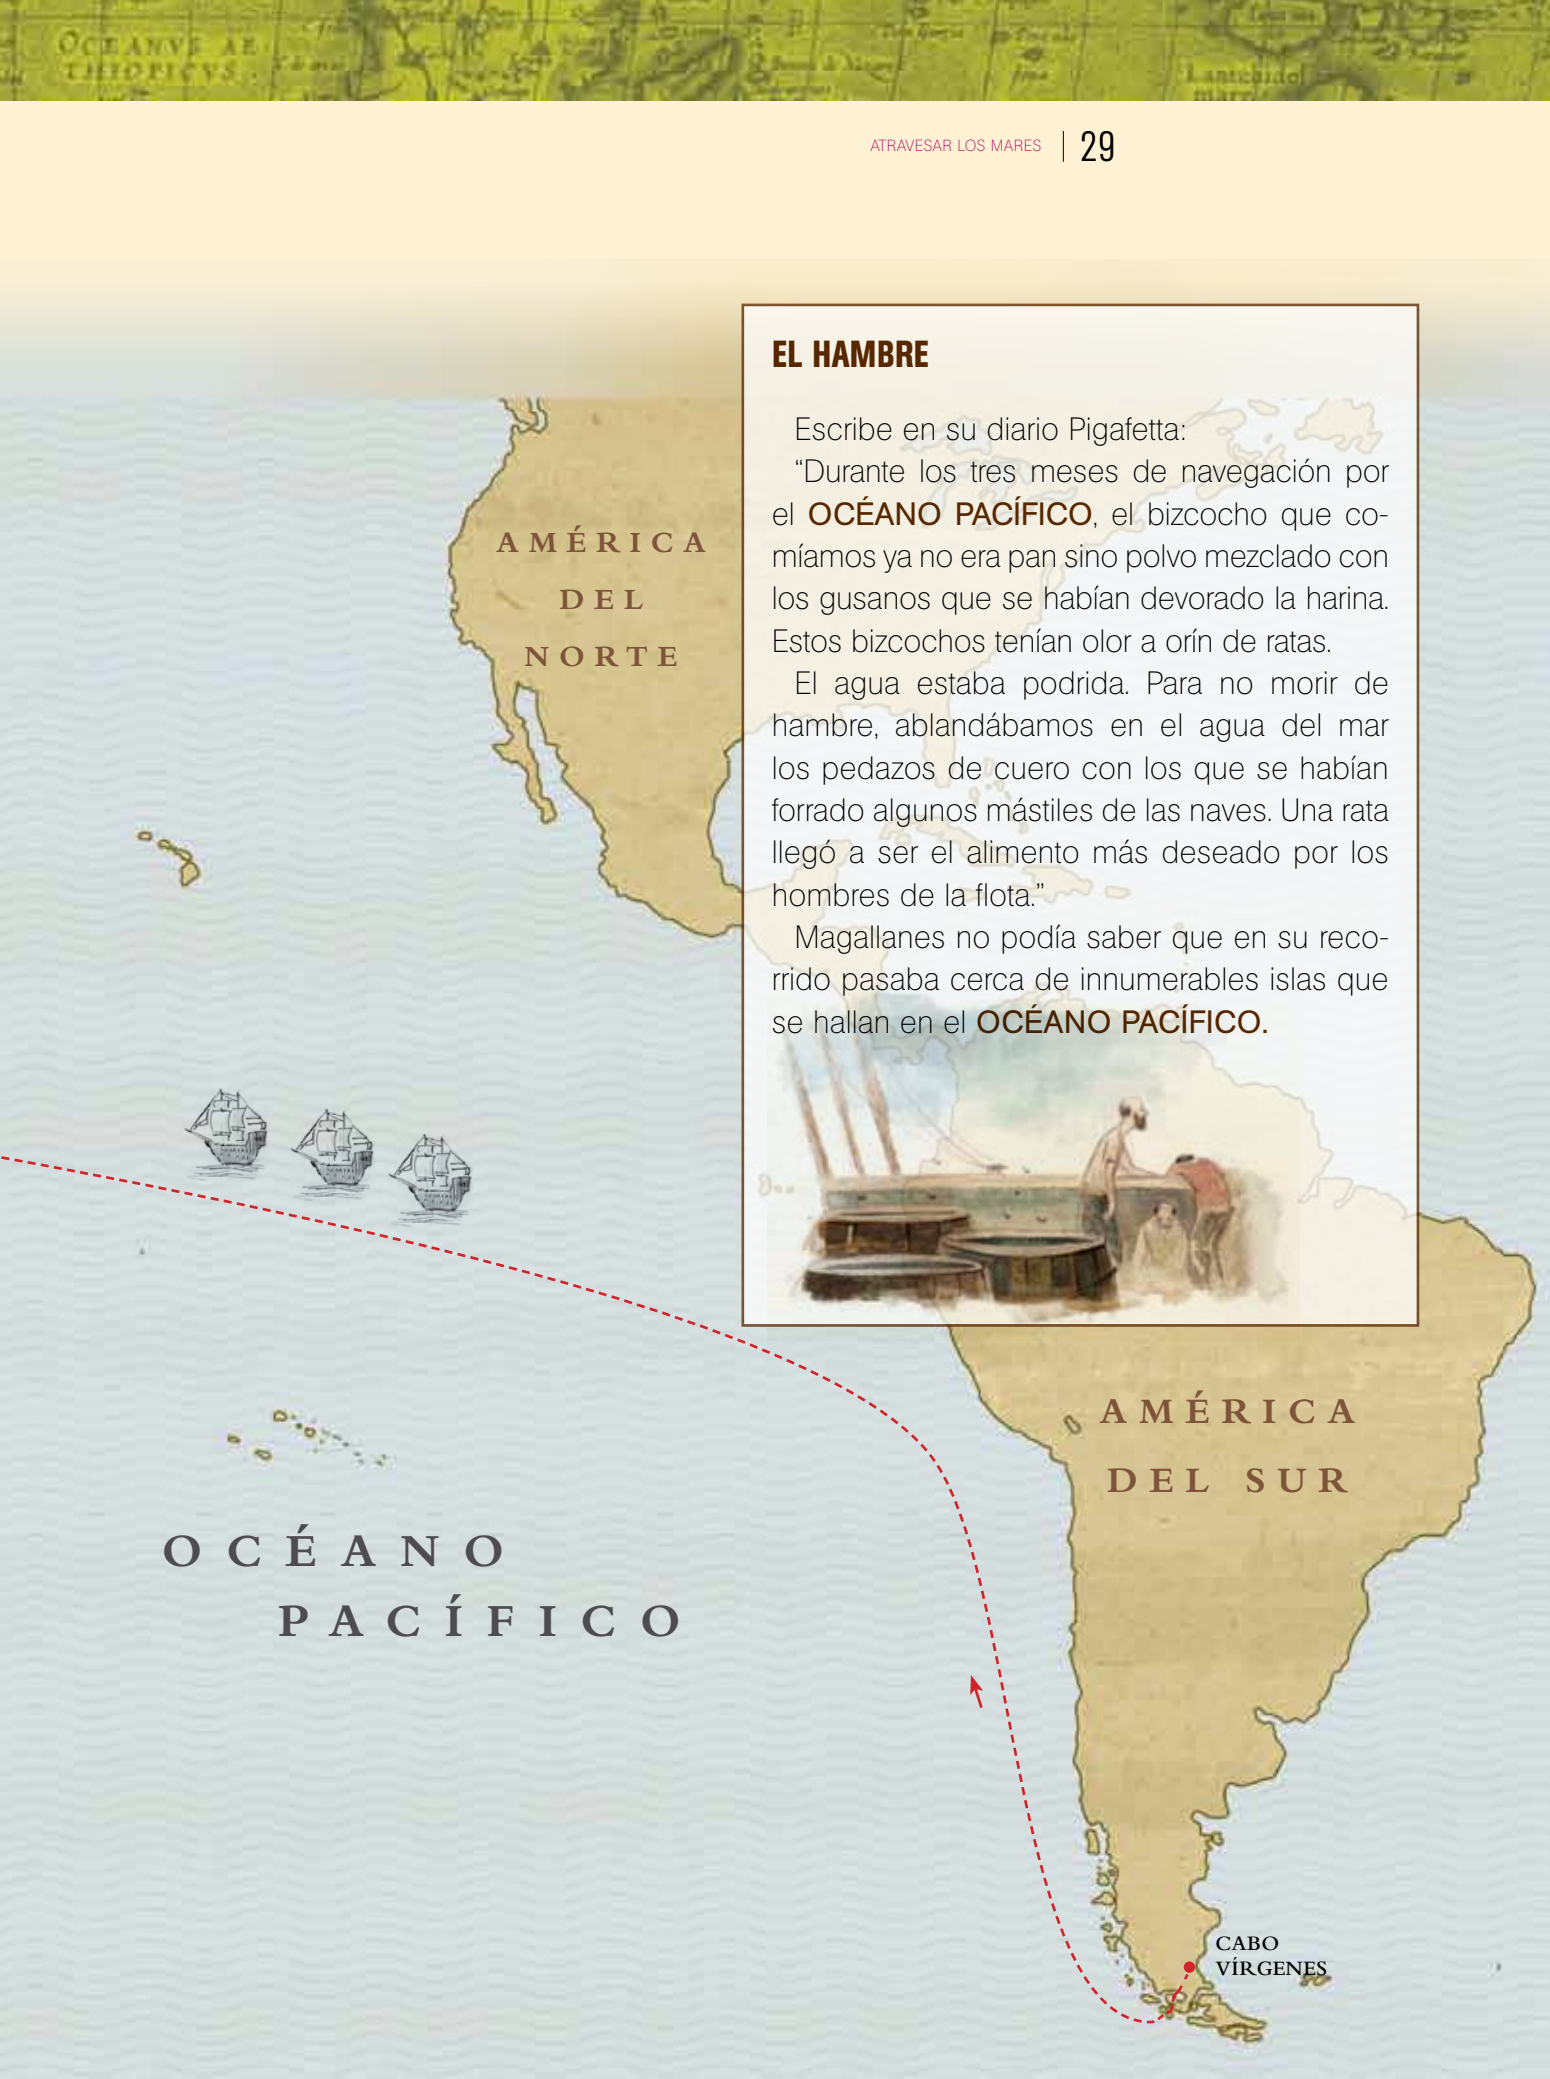 OCEANVS AE
THIOPICVS
ATRAVESAR LOS MARES | 29
EL HAMBRE
Escribe en su diario Pigafetta:
“Durante los tres meses de navegación por
el OCÉANO PACÍFICO, el bizcocho que co-
míamos ya no era pan sino polvo mezclado con
los gusanos que se habían devorado la harina.
Estos bizcochos tenían olor a orín de ratas.
El agua estaba podrida. Para no morir de
hambre, ablandábamos en el agua del mar
los pedazos de cuero con los que se habían
forrado algunos mástiles de las naves. Una rata
llegó a ser el alimento más deseado por los
hombres de la flota.”
Magallanes no podía saber que en su reco-
rrido pasaba cerca de innumerables islas que
se hallan en el OCÉANO PACÍFICO.
AMÉRICA
DEL
NORTE
AMÉRICA
DEL SUR
OCÉANO
PACÍFICO
CABO
VÍRGENES